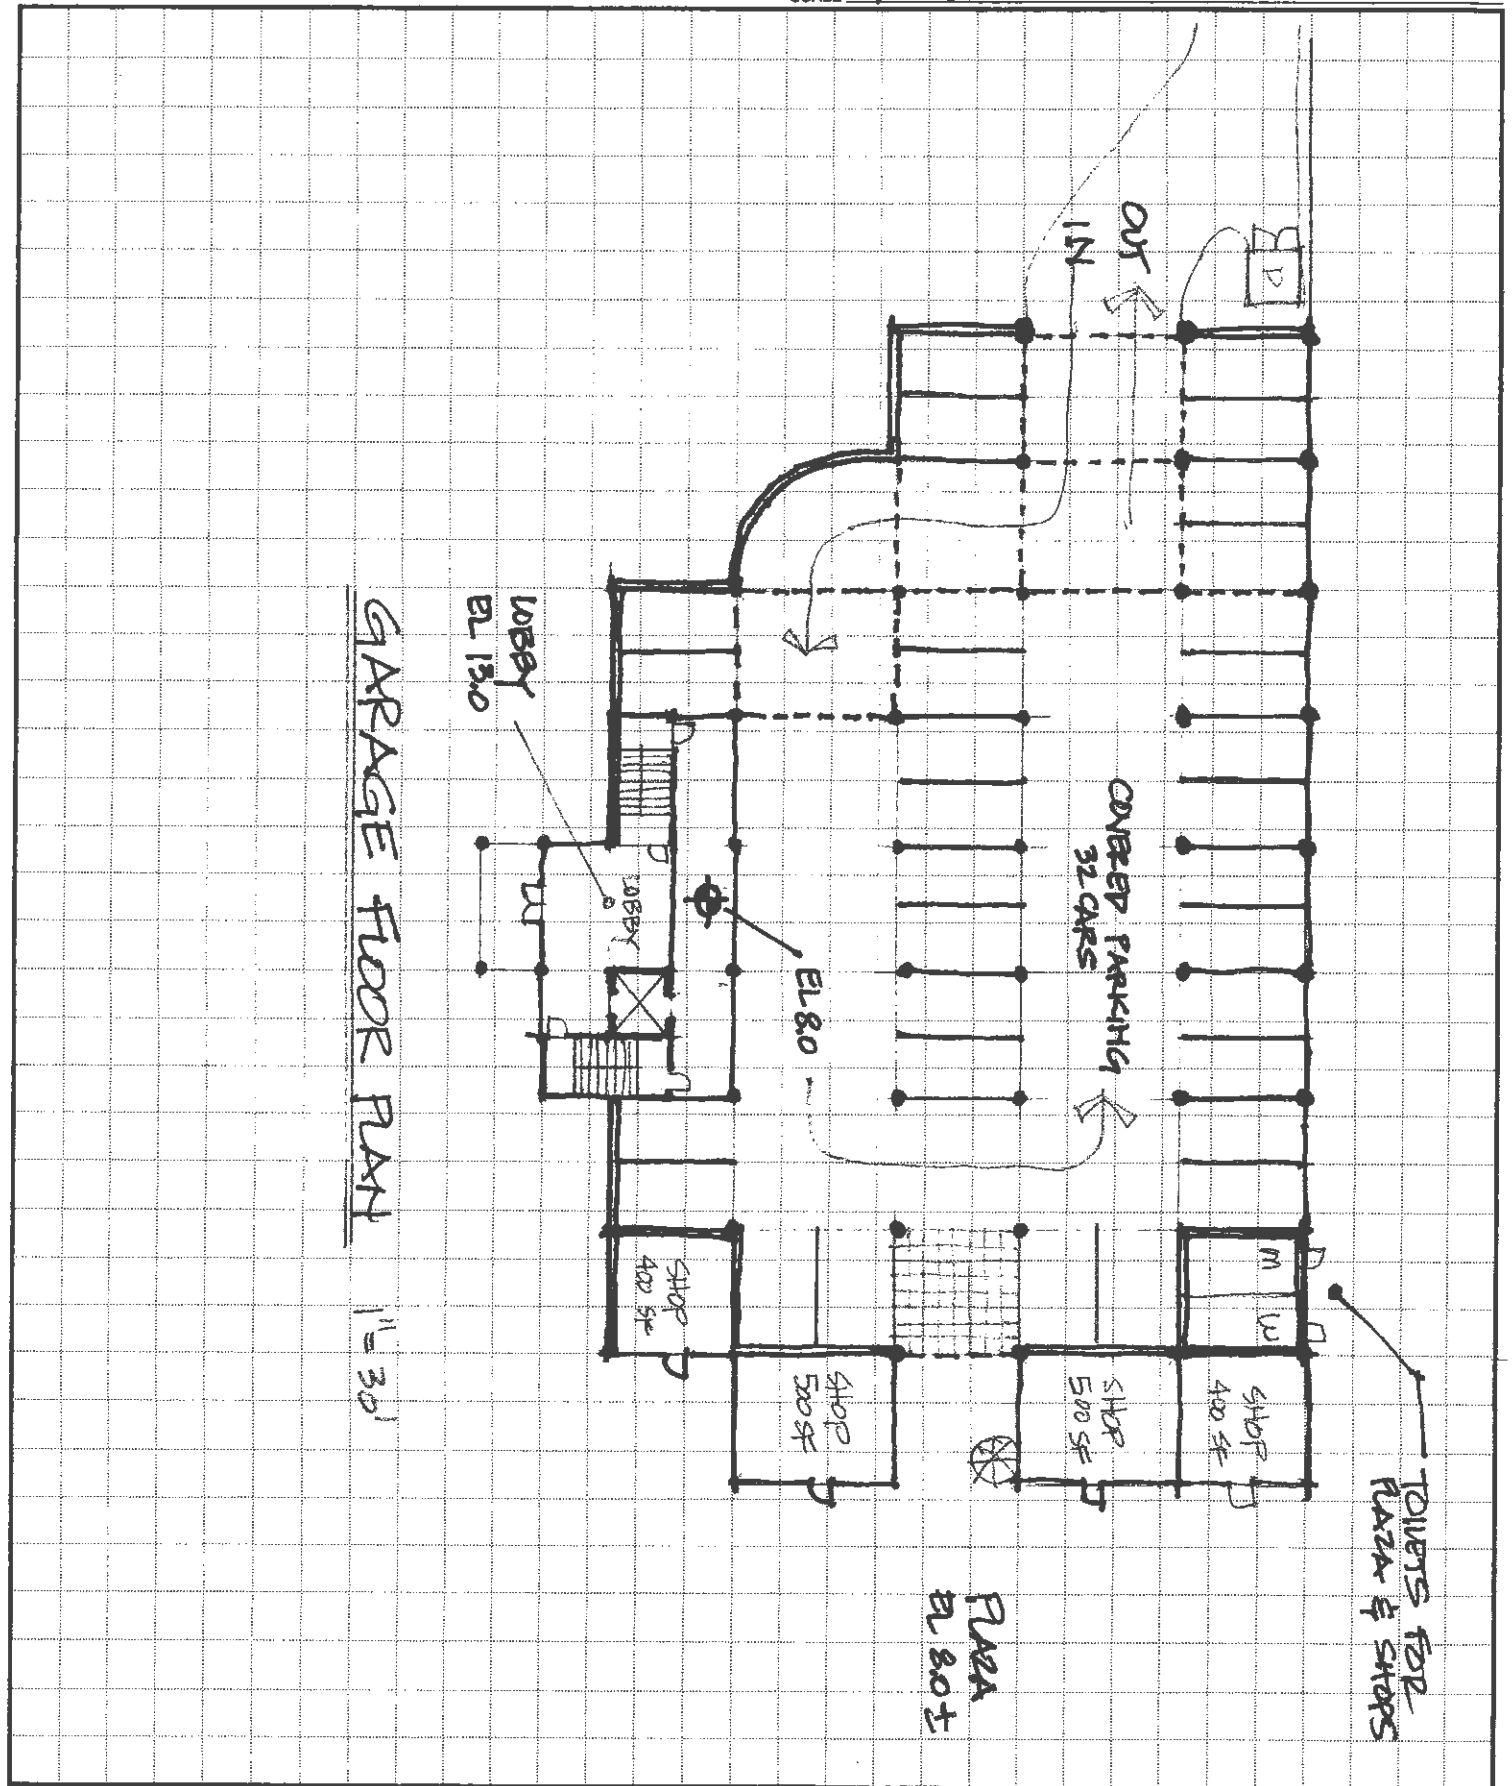 OUT
IN
COVERED PARKING
32 CARS
EL 8.0
LOBBY
EL 13.0
LOBBY
M
W
TOILETS FOR
PLAZA & SHOPS
SHOP
400 SF
SHOP
500 SF
SHOP
500 SF
SHOP
400 SF
PLAZA
EL 8.0 ±
GARAGE FLOOR PLAN
1" = 30'